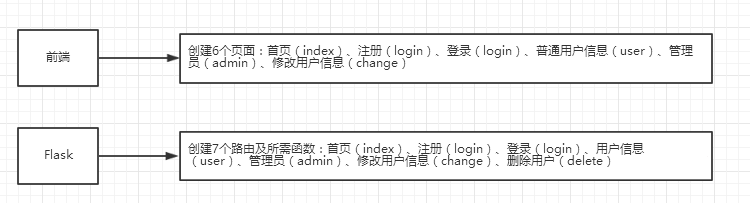 前端
创建6个页面：首页（index）、注册（login）、登录（login）、普通用户信息（user）、管理
员（admin）、修改用户信息（change）
Flask
创建7个路由及所需函数：首页（index）、注册（login）、登录（login）、用户信息
（user）、管理员（admin）、修改用户信息（change）、删除用户（delete）